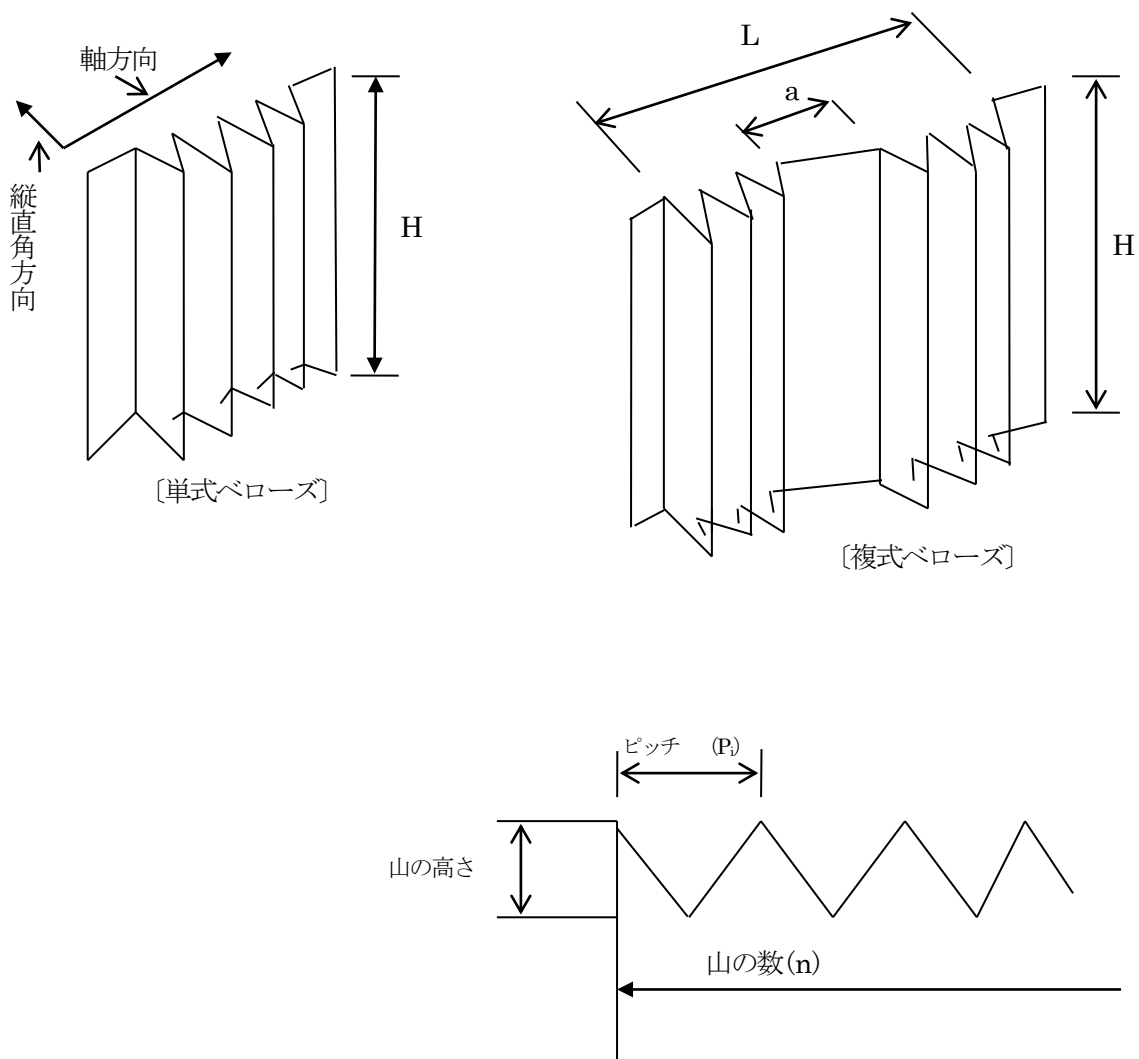 軸方向
縦直角方向
H
〔単式ベローズ〕
L
a
H
〔複式ベローズ〕
ピッチ (Pi)
山の高さ
山の数(n)